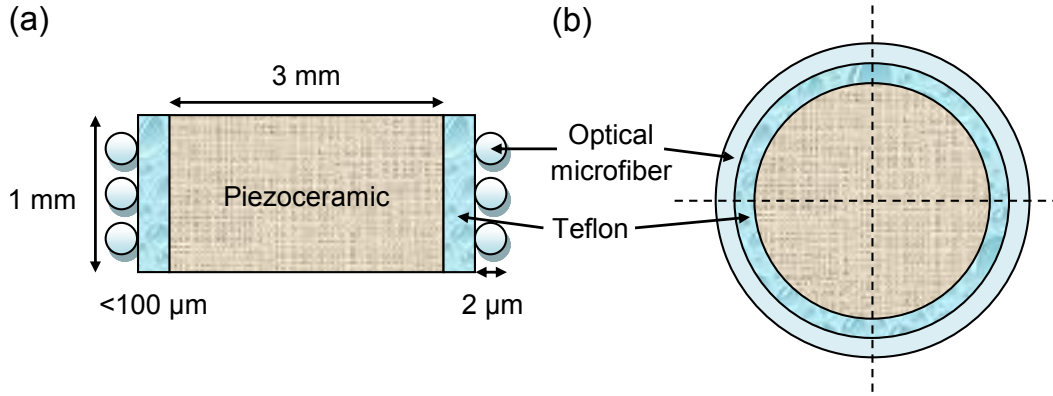 (a)
(b)
3 mm
Optical
microfiber
1 mm
Piezoceramic
Teflon
<100 µm
2 µm